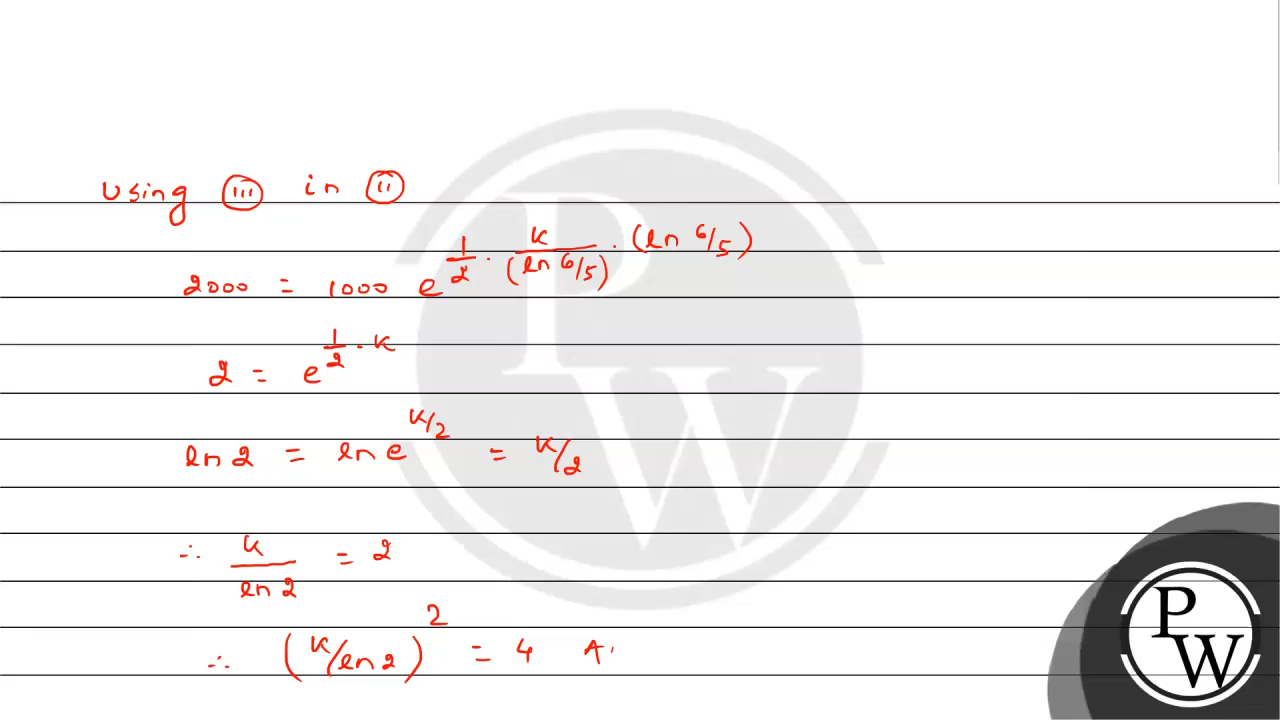 Using (iii) in (ii)
2000 = 1000 e^{1/2 · k/(ln 6/5) · (ln 6/5)}
2 = e^{1/2 · k}
ln 2 = ln e^{k/2} = k/2
∴ k/ln 2 = 2
∴ (k/ln 2)^2 = 4 A.
PW
PW